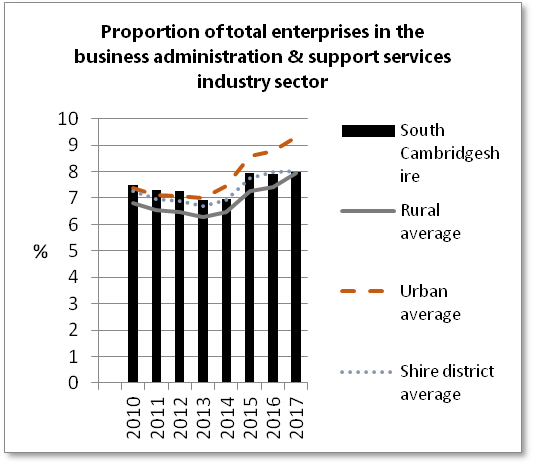 Proportion of total enterprises in the
business administration & support services
industry sector
10
9
8
7
6
5
4
3
2
1
0
%
2010
2011
2012
2013
2014
2015
2016
2017
South
Cambridgesh
ire
Rural
average
Urban
average
Shire district
average